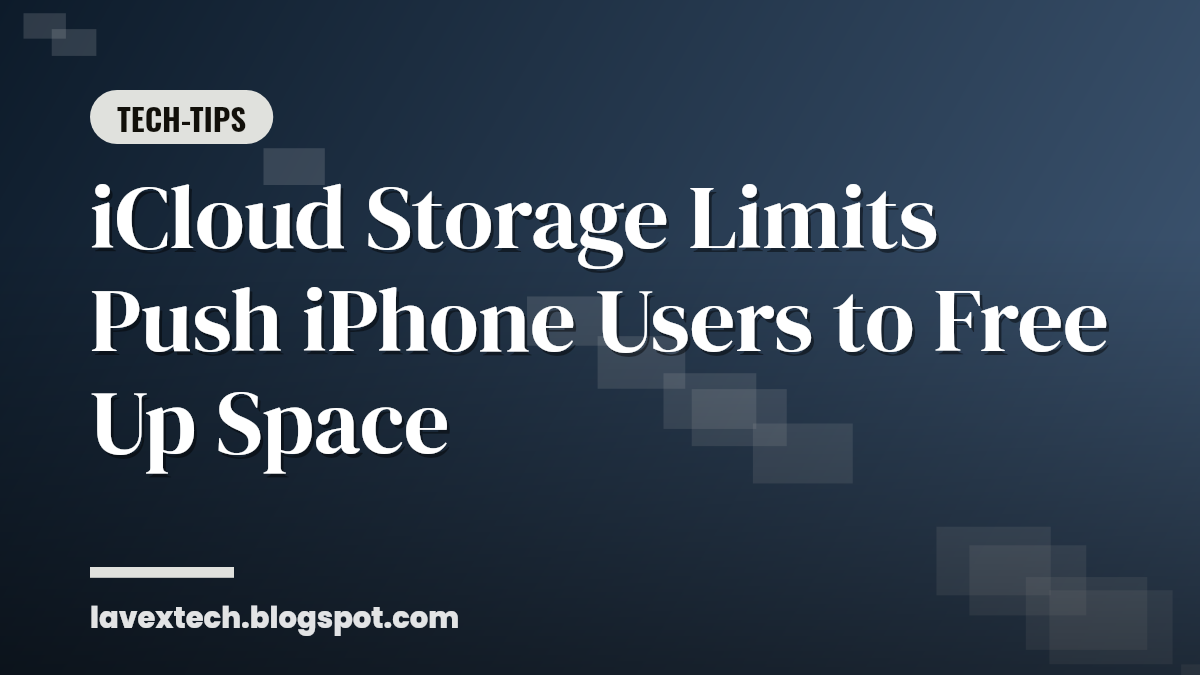 TECH-TIPS
iCloud Storage Limits
Push iPhone Users to Free
Up Space
lavextech.blogspot.com